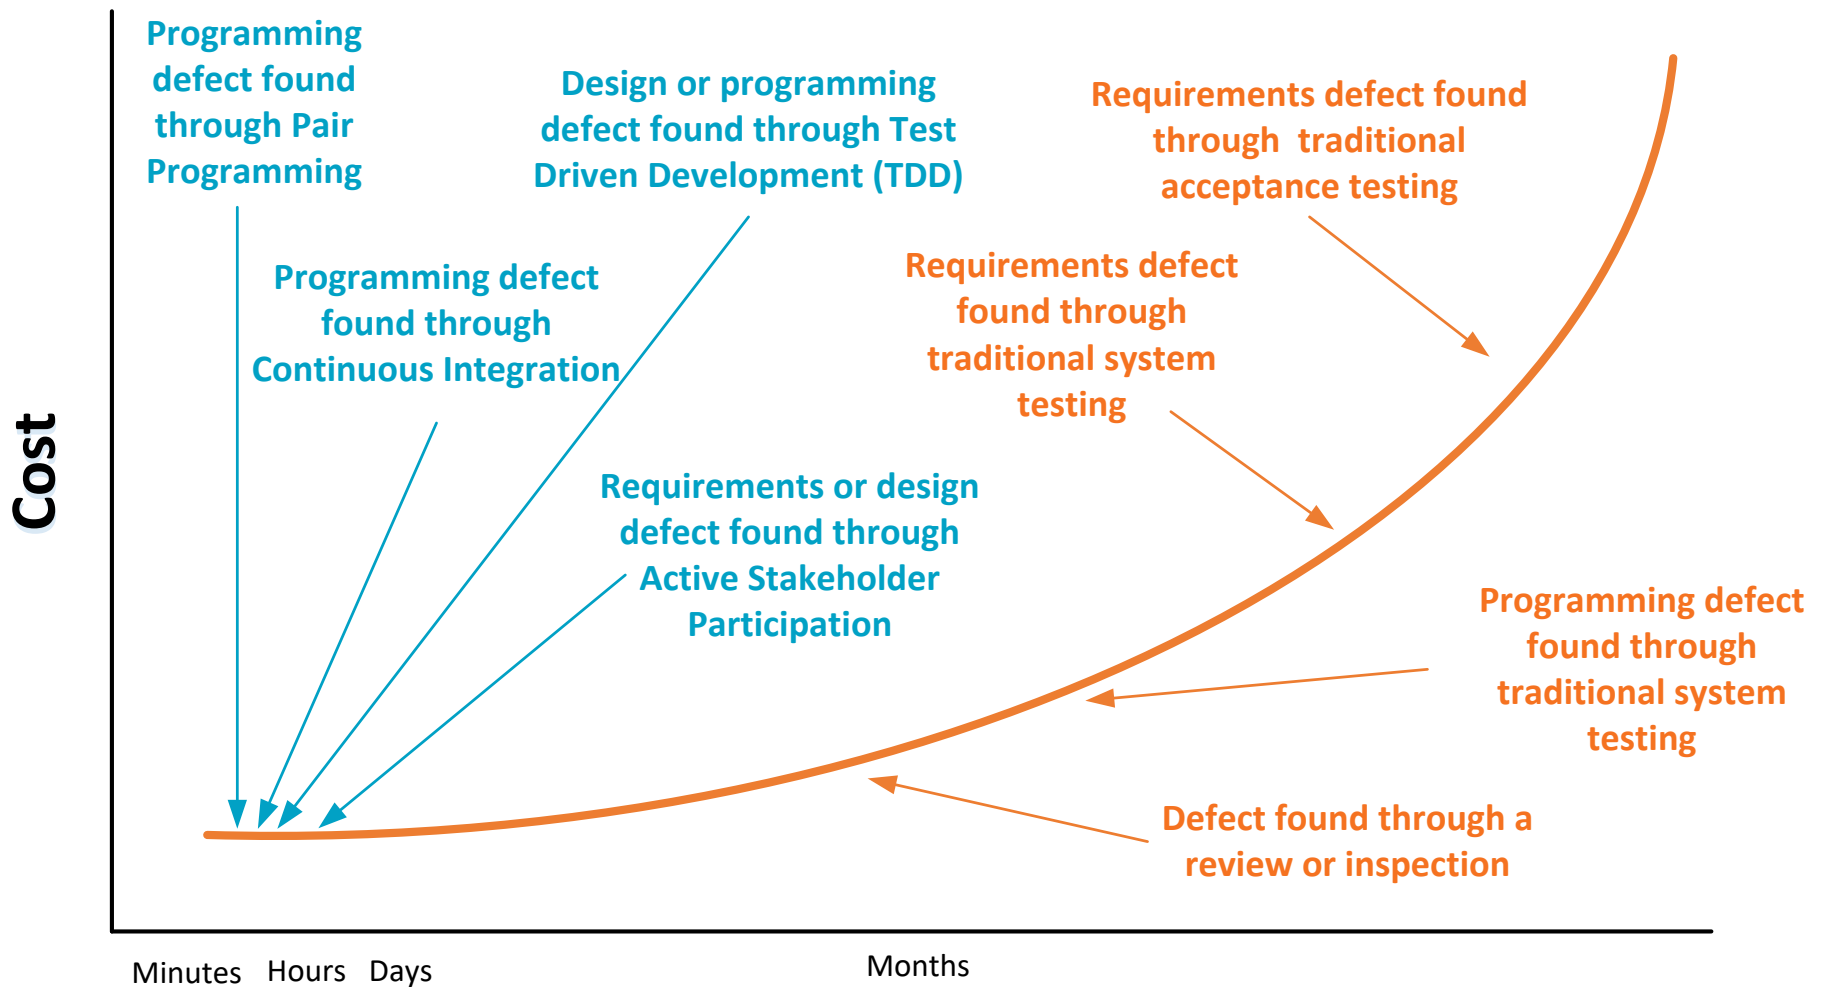 Programming
defect found
through Pair
Programming
Design or programming
defect found through Test
Driven Development (TDD)
Requirements defect found
through  traditional
acceptance testing
Programming defect
found through
Continuous Integration
Requirements defect
found through
traditional system
testing
Cost
Requirements or design
defect found through
Active Stakeholder
Participation
Programming defect
found through
traditional system
testing
Defect found through a
review or inspection
Minutes Hours Days Months